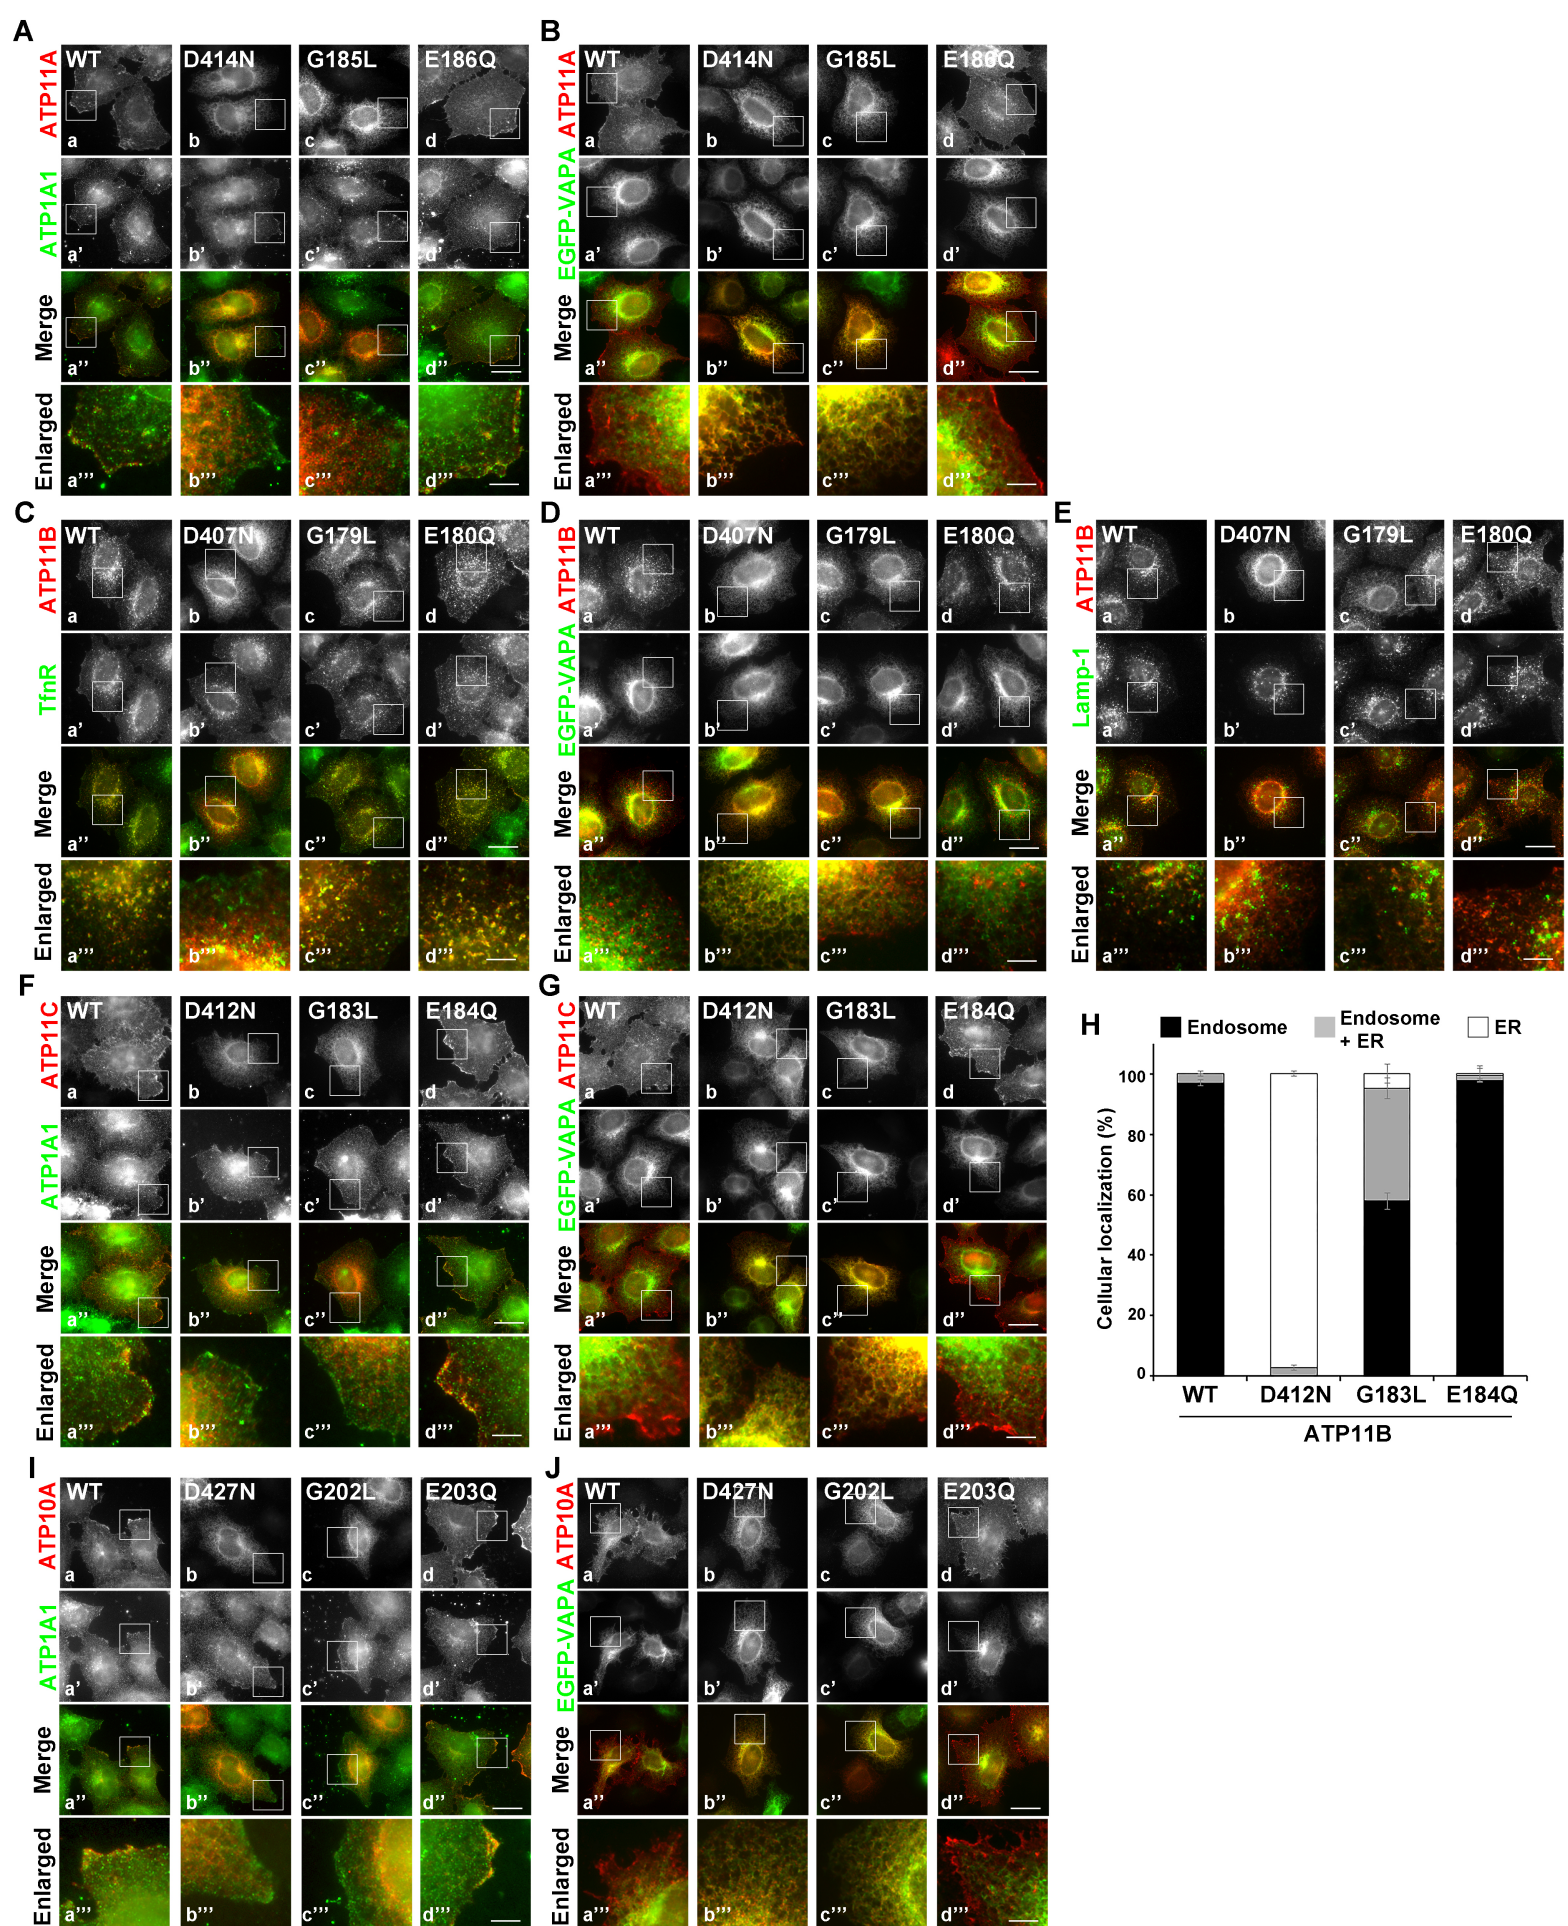 A
ATP11A
WT D414N G185L E186Q
a b c d
ATP1A1
a’ b’ c’ d’
Merge
a’’ b’’ c’’ d’’
Enlarged
a’’’ b’’’ c’’’ d’’’
B
EGFP-VAPA ATP11A
WT D414N G185L E186Q
a b c d
a’ b’ c’ d’
Merge
a’’ b’’ c’’ d’’
Enlarged
a’’’ b’’’ c’’’ d’’’
C
ATP11B
WT D407N G179L E180Q
a b c d
TfnR
a’ b’ c’ d’
Merge
a’’ b’’ c’’ d’’
Enlarged
a’’’ b’’’ c’’’ d’’’
D
EGFP-VAPA ATP11B
WT D407N G179L E180Q
a b c d
a’ b’ c’ d’
Merge
a’’ b’’ c’’ d’’
Enlarged
a’’’ b’’’ c’’’ d’’’
E
ATP11B
WT D407N G179L E180Q
a b c d
Lamp-1
a’ b’ c’ d’
Merge
a’’ b’’ c’’ d’’
Enlarged
a’’’ b’’’ c’’’ d’’’
F
ATP11C
WT D412N G183L E184Q
a b c d
ATP1A1
a’ b’ c’ d’
Merge
a’’ b’’ c’’ d’’
Enlarged
a’’’ b’’’ c’’’ d’’’
G
EGFP-VAPA ATP11C
WT D412N G183L E184Q
a b c d
a’ b’ c’ d’
Merge
a’’ b’’ c’’ d’’
Enlarged
a’’’ b’’’ c’’’ d’’’
H
Endosome
Endosome
+ ER
ER
Cellular localization (%)
100
80
60
40
20
0
WT D412N G183L E184Q
ATP11B
I
ATP10A
WT D427N G202L E203Q
a b c d
ATP1A1
a’ b’ c’ d’
Merge
a’’ b’’ c’’ d’’
Enlarged
a’’’ b’’’ c’’’ d’’’
J
EGFP-VAPA ATP10A
WT D427N G202L E203Q
a b c d
a’ b’ c’ d’
Merge
a’’ b’’ c’’ d’’
Enlarged
a’’’ b’’’ c’’’ d’’’